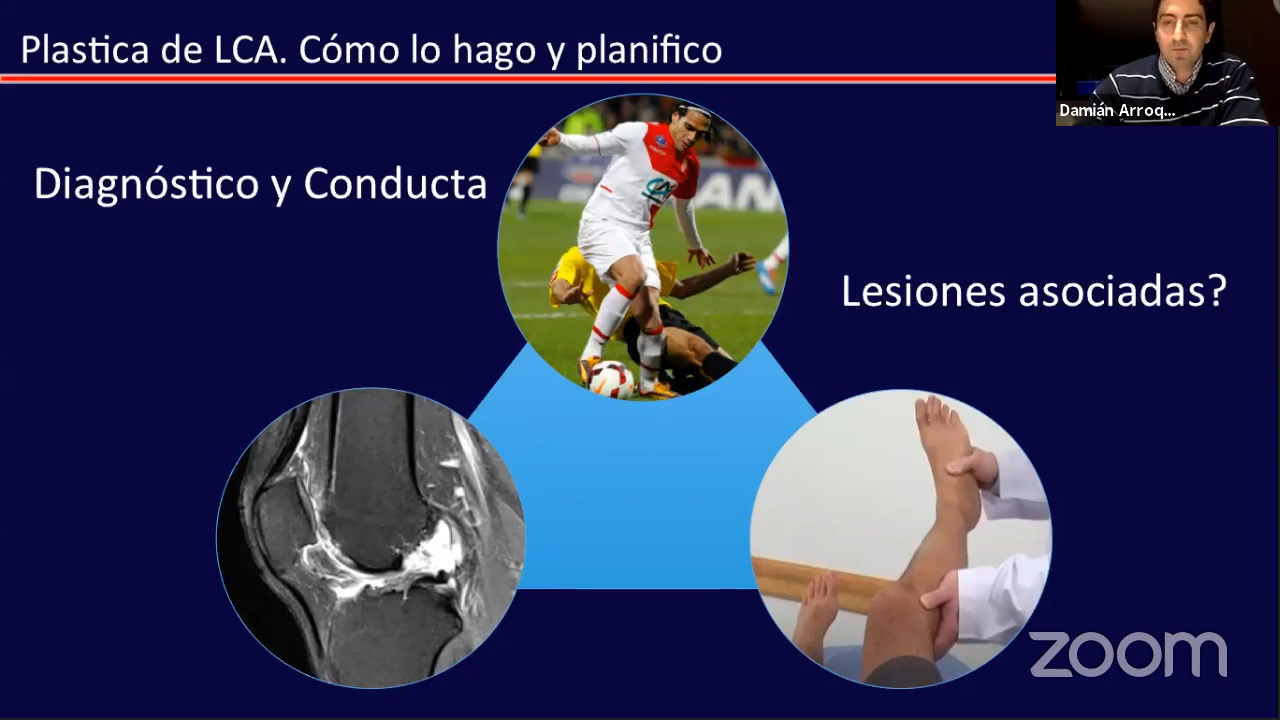 Plastica de LCA. Cómo lo hago y planifico
Damián Arroq...
Diagnóstico y Conducta
Lesiones asociadas?
zoom